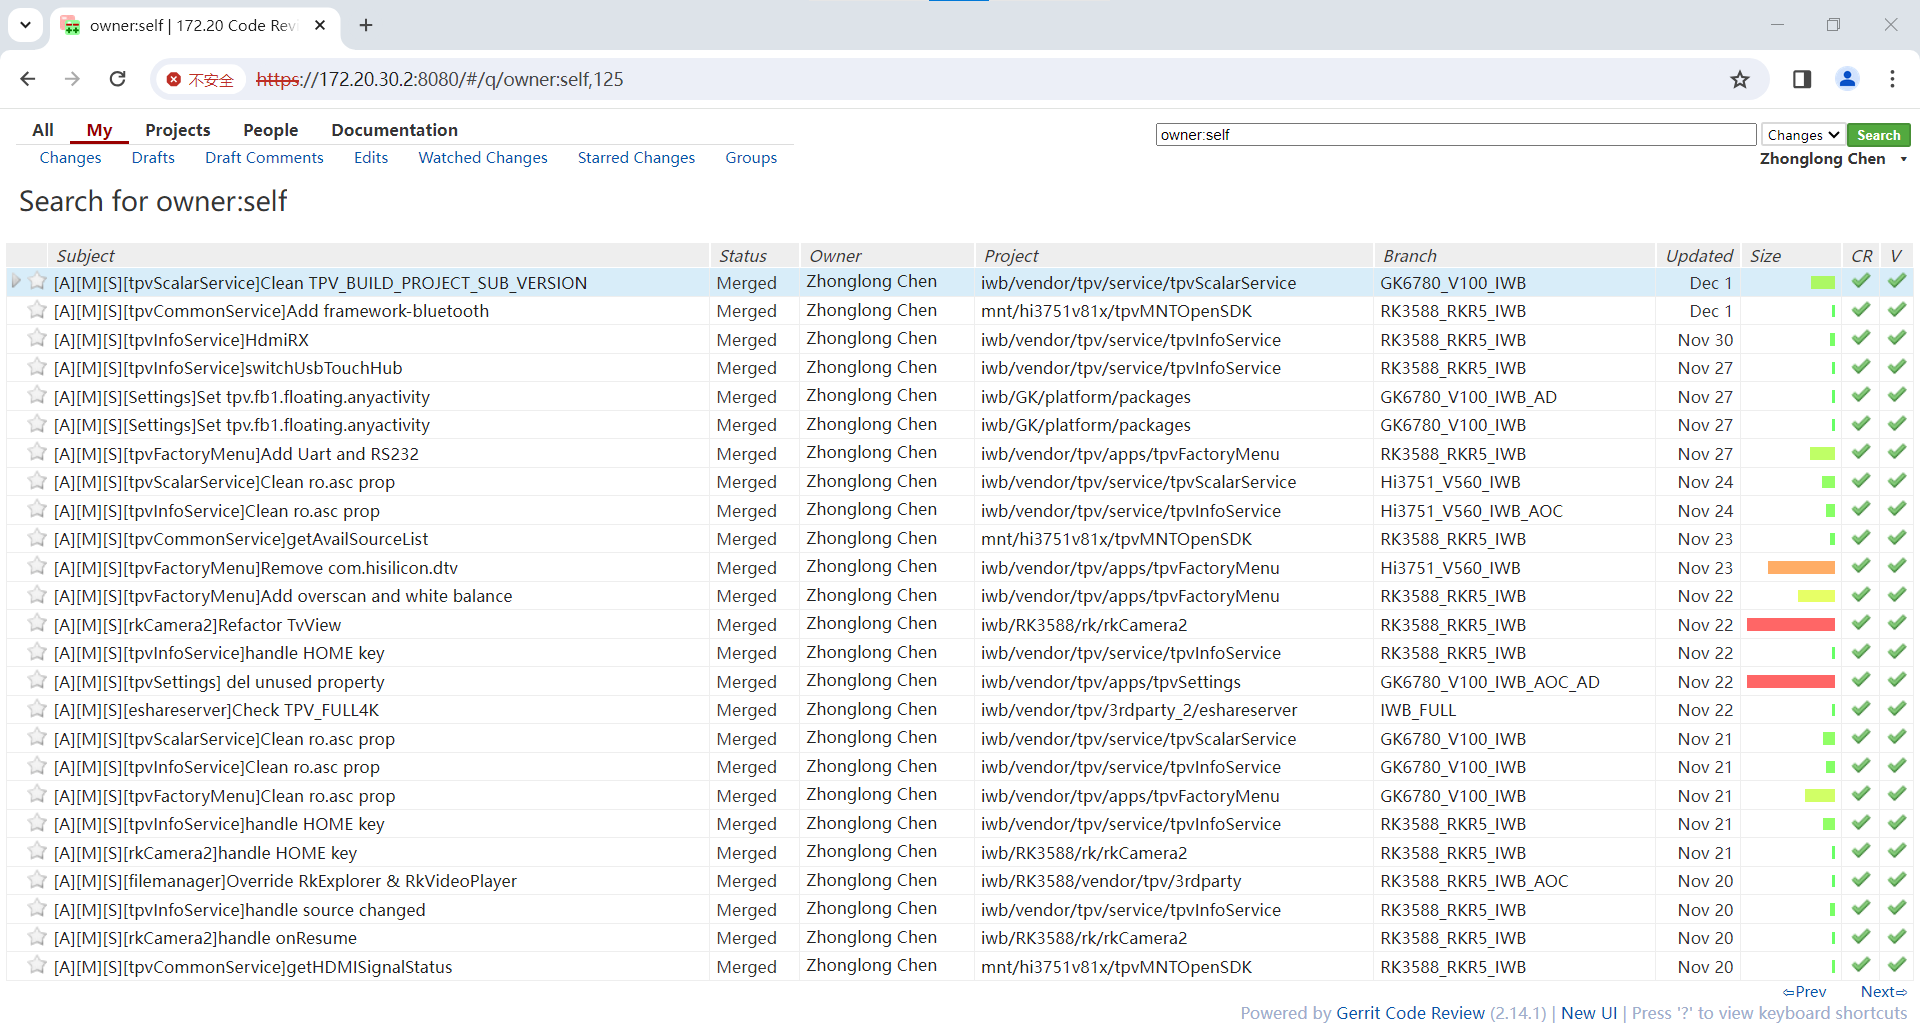 owner:self | 172.20 Code Revi
不安全 https://172.20.30.2:8080/#/q/owner:self,125
All My Projects People Documentation
owner:self Changes Search
Changes Drafts Draft Comments Edits Watched Changes Starred Changes Groups
Zhonglong Chen
Search for owner:self
Subject Status Owner Project Branch Updated Size CR V
[A][M][S][tpvScalarService]Clean TPV_BUILD_PROJECT_SUB_VERSION Merged Zhonglong Chen iwb/vendor/tpv/service/tpvScalarService GK6780_V100_IWB Dec 1
[A][M][S][tpvCommonService]Add framework-bluetooth Merged Zhonglong Chen mnt/hi3751v81x/tpvMNTOpenSDK RK3588_RKR5_IWB Dec 1
[A][M][S][tpvInfoService]HdmiRX Merged Zhonglong Chen iwb/vendor/tpv/service/tpvInfoService RK3588_RKR5_IWB Nov 30
[A][M][S][tpvInfoService]switchUsbTouchHub Merged Zhonglong Chen iwb/vendor/tpv/service/tpvInfoService RK3588_RKR5_IWB Nov 27
[A][M][S][Settings]Set tpv.fb1.floating.anyactivity Merged Zhonglong Chen iwb/GK/platform/packages GK6780_V100_IWB_AD Nov 27
[A][M][S][Settings]Set tpv.fb1.floating.anyactivity Merged Zhonglong Chen iwb/GK/platform/packages GK6780_V100_IWB Nov 27
[A][M][S][tpvFactoryMenu]Add Uart and RS232 Merged Zhonglong Chen iwb/vendor/tpv/apps/tpvFactoryMenu RK3588_RKR5_IWB Nov 27
[A][M][S][tpvScalarService]Clean ro.asc prop Merged Zhonglong Chen iwb/vendor/tpv/service/tpvScalarService Hi3751_V560_IWB Nov 24
[A][M][S][tpvInfoService]Clean ro.asc prop Merged Zhonglong Chen iwb/vendor/tpv/service/tpvInfoService Hi3751_V560_IWB_AOC Nov 24
[A][M][S][tpvCommonService]getAvailSourceList Merged Zhonglong Chen mnt/hi3751v81x/tpvMNTOpenSDK RK3588_RKR5_IWB Nov 23
[A][M][S][tpvFactoryMenu]Remove com.hisilicon.dtv Merged Zhonglong Chen iwb/vendor/tpv/apps/tpvFactoryMenu Hi3751_V560_IWB Nov 23
[A][M][S][tpvFactoryMenu]Add overscan and white balance Merged Zhonglong Chen iwb/vendor/tpv/apps/tpvFactoryMenu RK3588_RKR5_IWB Nov 22
[A][M][S][rkCamera2]Refactor TvView Merged Zhonglong Chen iwb/RK3588/rk/rkCamera2 RK3588_RKR5_IWB Nov 22
[A][M][S][tpvInfoService]handle HOME key Merged Zhonglong Chen iwb/vendor/tpv/service/tpvInfoService RK3588_RKR5_IWB Nov 22
[A][M][S][tpvSettings] del unused property Merged Zhonglong Chen iwb/vendor/tpv/apps/tpvSettings GK6780_V100_IWB_AOC_AD Nov 22
[A][M][S][eshareserver]Check TPV_FULL4K Merged Zhonglong Chen iwb/vendor/tpv/3rdparty_2/eshareserver IWB_FULL Nov 22
[A][M][S][tpvScalarService]Clean ro.asc prop Merged Zhonglong Chen iwb/vendor/tpv/service/tpvScalarService GK6780_V100_IWB Nov 21
[A][M][S][tpvInfoService]Clean ro.asc prop Merged Zhonglong Chen iwb/vendor/tpv/service/tpvInfoService GK6780_V100_IWB Nov 21
[A][M][S][tpvFactoryMenu]Clean ro.asc prop Merged Zhonglong Chen iwb/vendor/tpv/apps/tpvFactoryMenu GK6780_V100_IWB Nov 21
[A][M][S][tpvInfoService]handle HOME key Merged Zhonglong Chen iwb/vendor/tpv/service/tpvInfoService RK3588_RKR5_IWB Nov 21
[A][M][S][rkCamera2]handle HOME key Merged Zhonglong Chen iwb/RK3588/rk/rkCamera2 RK3588_RKR5_IWB Nov 21
[A][M][S][filemanager]Override RkExplorer & RkVideoPlayer Merged Zhonglong Chen iwb/RK3588/vendor/tpv/3rdparty RK3588_RKR5_IWB_AOC Nov 20
[A][M][S][tpvInfoService]handle source changed Merged Zhonglong Chen iwb/vendor/tpv/service/tpvInfoService RK3588_RKR5_IWB Nov 20
[A][M][S][rkCamera2]handle onResume Merged Zhonglong Chen iwb/RK3588/rk/rkCamera2 RK3588_RKR5_IWB Nov 20
[A][M][S][tpvCommonService]getHDMISignalStatus Merged Zhonglong Chen mnt/hi3751v81x/tpvMNTOpenSDK RK3588_RKR5_IWB Nov 20
⇦Prev Next⇨
Powered by Gerrit Code Review (2.14.1) | New UI | Press '?' to view keyboard shortcuts